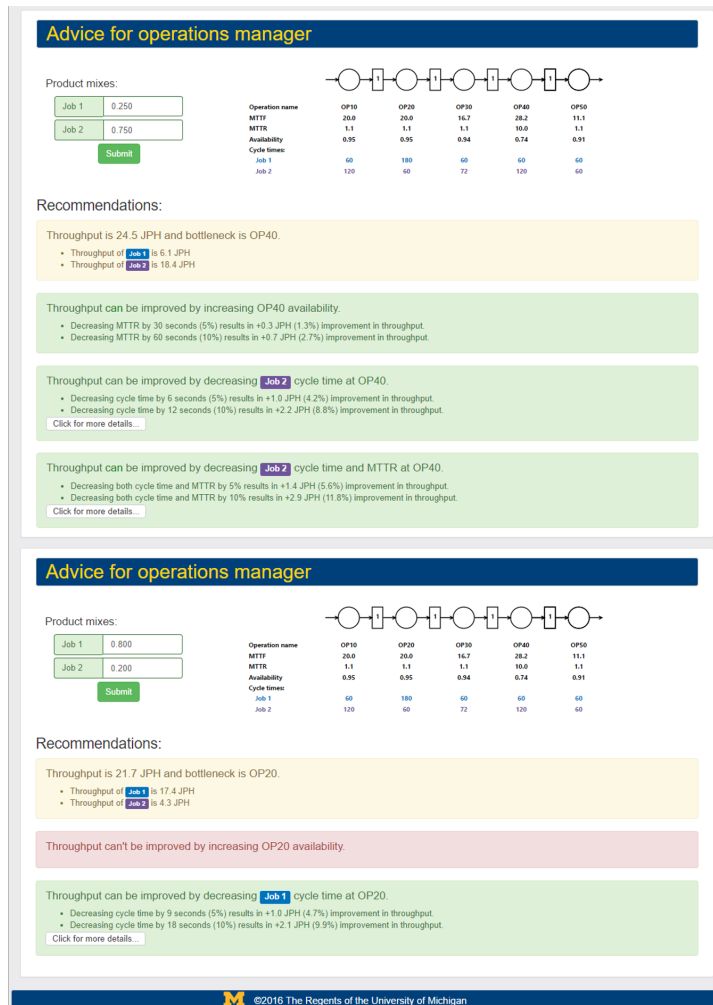 Advice for operations manager
Product mixes:
Job 1 0.250
Job 2 0.750
Submit
1 1 1 1
Operation name OP10 OP20 OP30 OP40 OP50
MTTF 20.0 20.0 16.7 28.2 11.1
MTTR 1.1 1.1 1.1 10.0 1.1
Availability 0.95 0.95 0.94 0.74 0.91
Cycle times:
Job 1 60 180 60 60 60
Job 2 120 60 72 120 60
Recommendations:
Throughput is 24.5 JPH and bottleneck is OP40.
• Throughput of Job 1 is 6.1 JPH
• Throughput of Job 2 is 18.4 JPH
Throughput can be improved by increasing OP40 availability.
• Decreasing MTTR by 30 seconds (5%) results in +0.3 JPH (1.3%) improvement in throughput.
• Decreasing MTTR by 60 seconds (10%) results in +0.7 JPH (2.7%) improvement in throughput.
Throughput can be improved by decreasing Job 2 cycle time at OP40.
• Decreasing cycle time by 6 seconds (5%) results in +1.0 JPH (4.2%) improvement in throughput.
• Decreasing cycle time by 12 seconds (10%) results in +2.2 JPH (8.8%) improvement in throughput.
Click for more details...
Throughput can be improved by decreasing Job 2 cycle time and MTTR at OP40.
• Decreasing both cycle time and MTTR by 5% results in +1.4 JPH (5.6%) improvement in throughput.
• Decreasing both cycle time and MTTR by 10% results in +2.9 JPH (11.8%) improvement in throughput.
Click for more details...
Advice for operations manager
Product mixes:
Job 1 0.800
Job 2 0.200
Submit
1 1 1 1
Operation name OP10 OP20 OP30 OP40 OP50
MTTF 20.0 20.0 16.7 28.2 11.1
MTTR 1.1 1.1 1.1 10.0 1.1
Availability 0.95 0.95 0.94 0.74 0.91
Cycle times:
Job 1 60 180 60 60 60
Job 2 120 60 72 120 60
Recommendations:
Throughput is 21.7 JPH and bottleneck is OP20.
• Throughput of Job 1 is 17.4 JPH
• Throughput of Job 2 is 4.3 JPH
Throughput can't be improved by increasing OP20 availability.
Throughput can be improved by decreasing Job 1 cycle time at OP20.
• Decreasing cycle time by 9 seconds (5%) results in +1.0 JPH (4.7%) improvement in throughput.
• Decreasing cycle time by 18 seconds (10%) results in +2.1 JPH (9.9%) improvement in throughput.
Click for more details...
M ©2016 The Regents of the University of Michigan